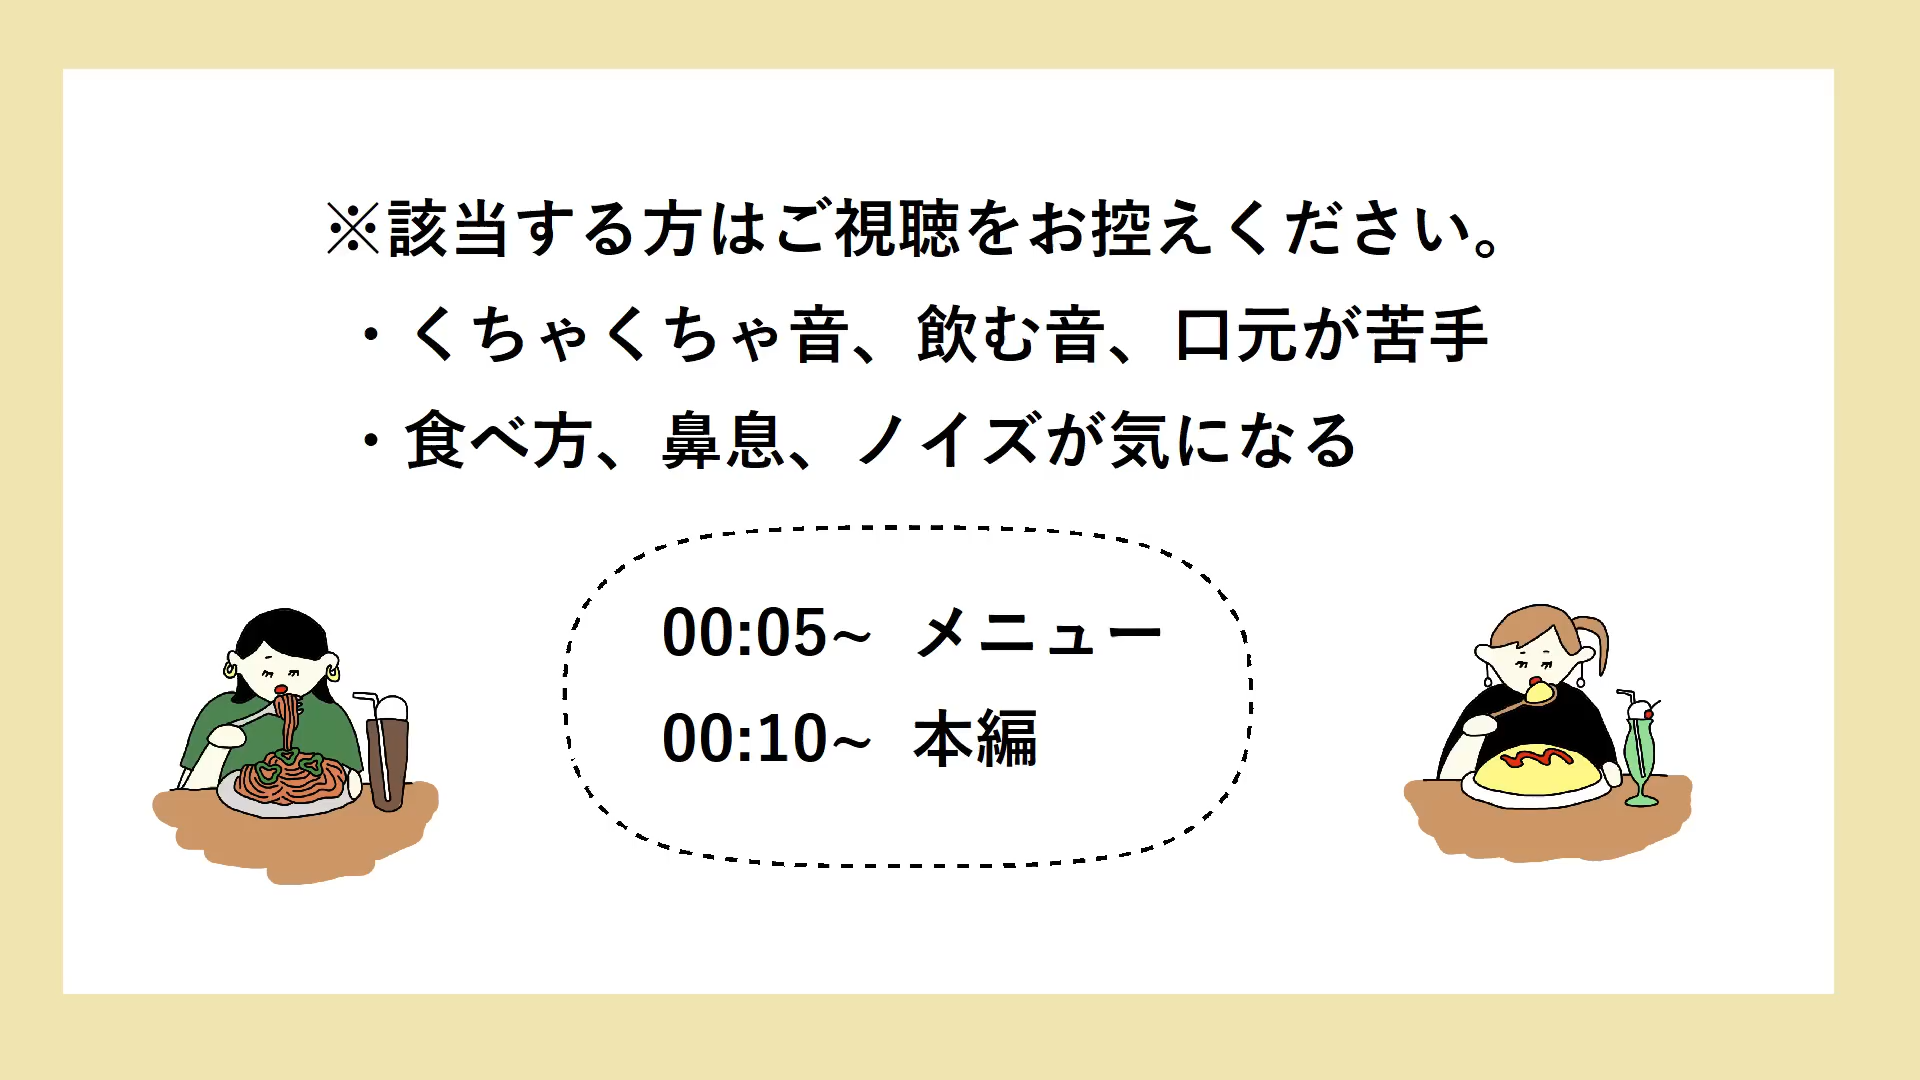 ※該当する方はご視聴をお控えください。
・くちゃくちゃ音、飲む音、口元が苦手
・食べ方、鼻息、ノイズが気になる
00:05~ メニュー
00:10~ 本編